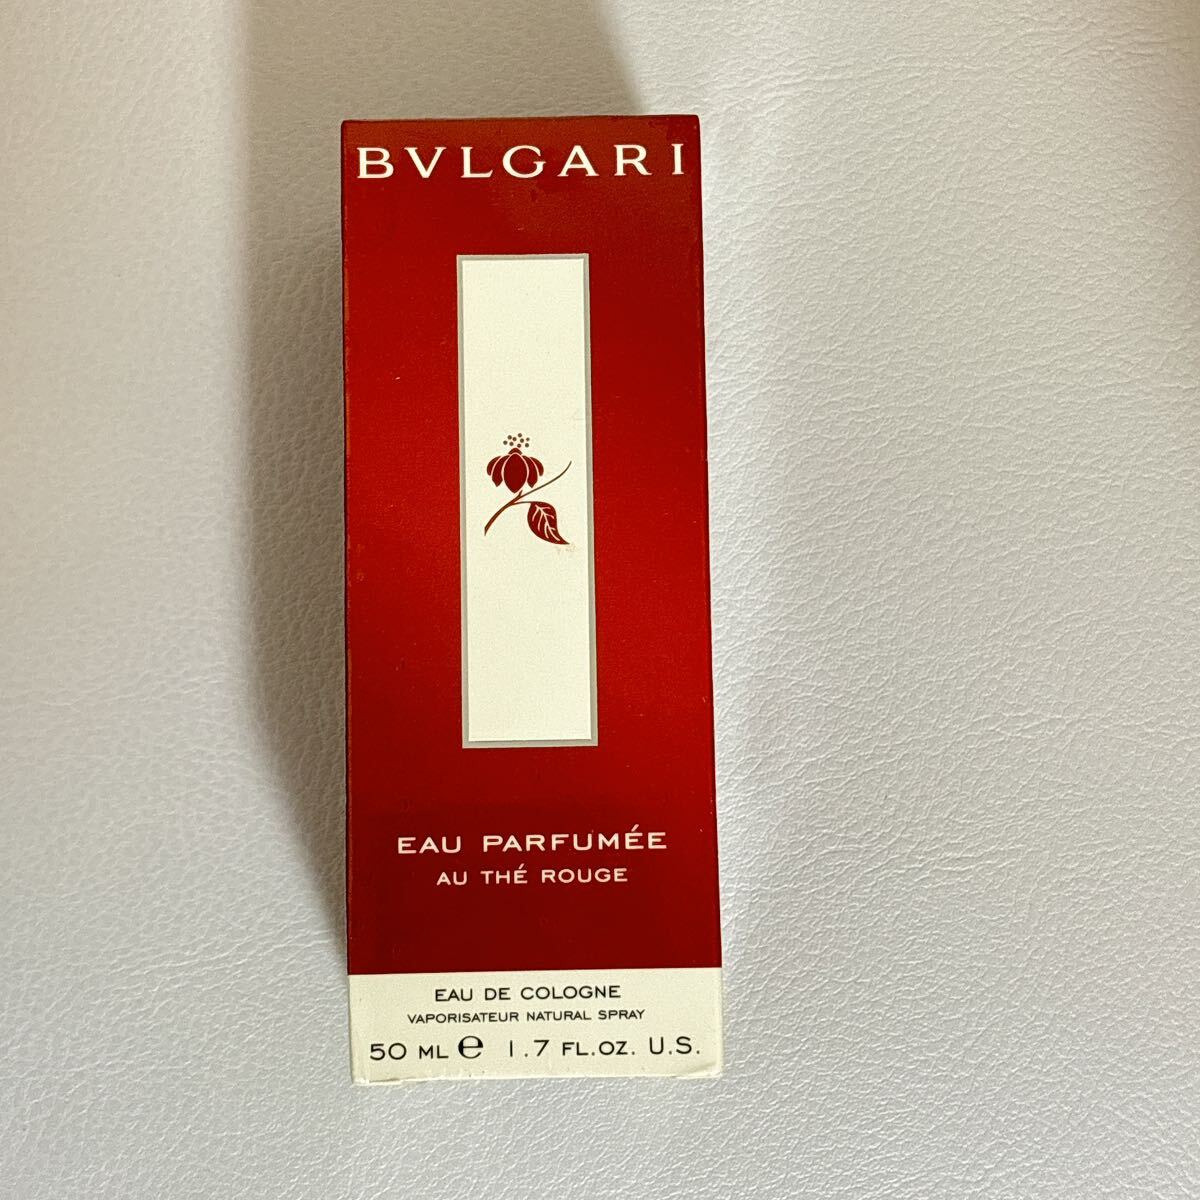 BVLGARI
EAU PARFUMÉE
AU THÉ ROUGE
EAU DE COLOGNE
VAPORISATEUR NATURAL SPRAY
50 ML ℮ 1.7 FL.OZ. U.S.